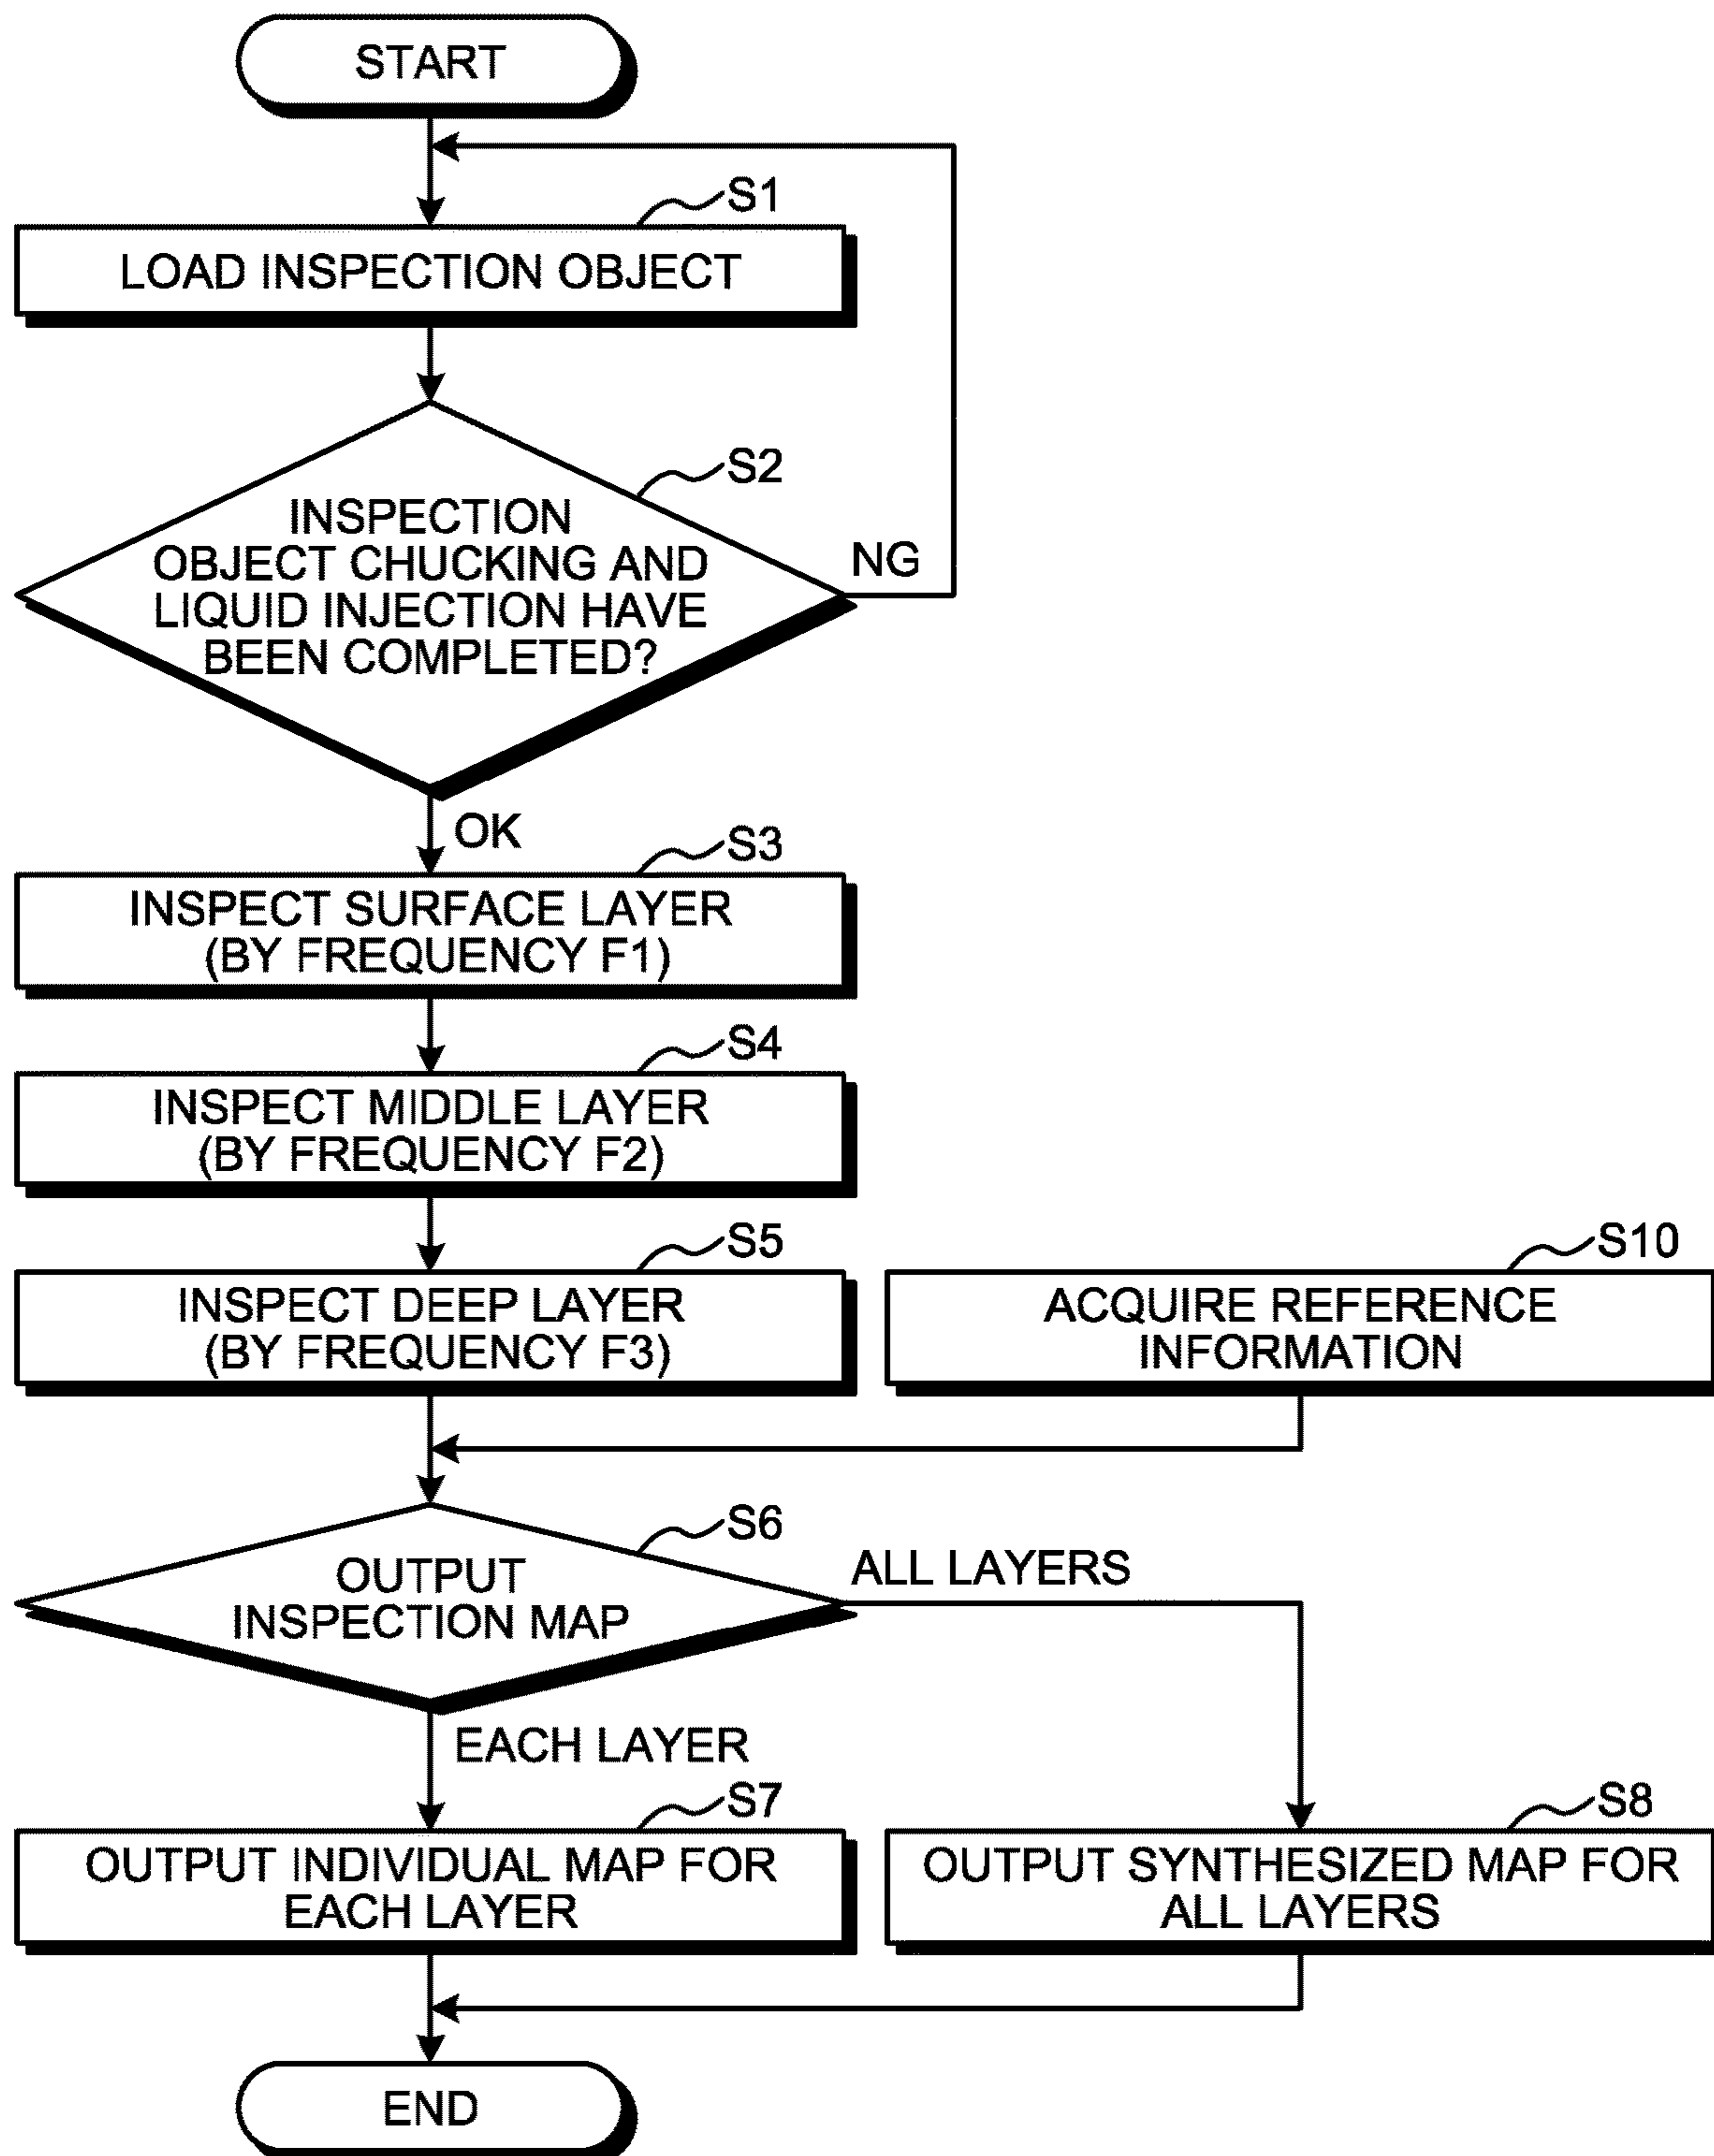 START
S1
LOAD INSPECTION OBJECT
S2
INSPECTION
OBJECT CHUCKING AND
LIQUID INJECTION HAVE
BEEN COMPLETED?
NG
OK
S3
INSPECT SURFACE LAYER
(BY FREQUENCY F1)
S4
INSPECT MIDDLE LAYER
(BY FREQUENCY F2)
S5
INSPECT DEEP LAYER
(BY FREQUENCY F3)
S10
ACQUIRE REFERENCE
INFORMATION
S6
OUTPUT
INSPECTION MAP
ALL LAYERS
EACH LAYER
S7
OUTPUT INDIVIDUAL MAP FOR
EACH LAYER
S8
OUTPUT SYNTHESIZED MAP FOR
ALL LAYERS
END